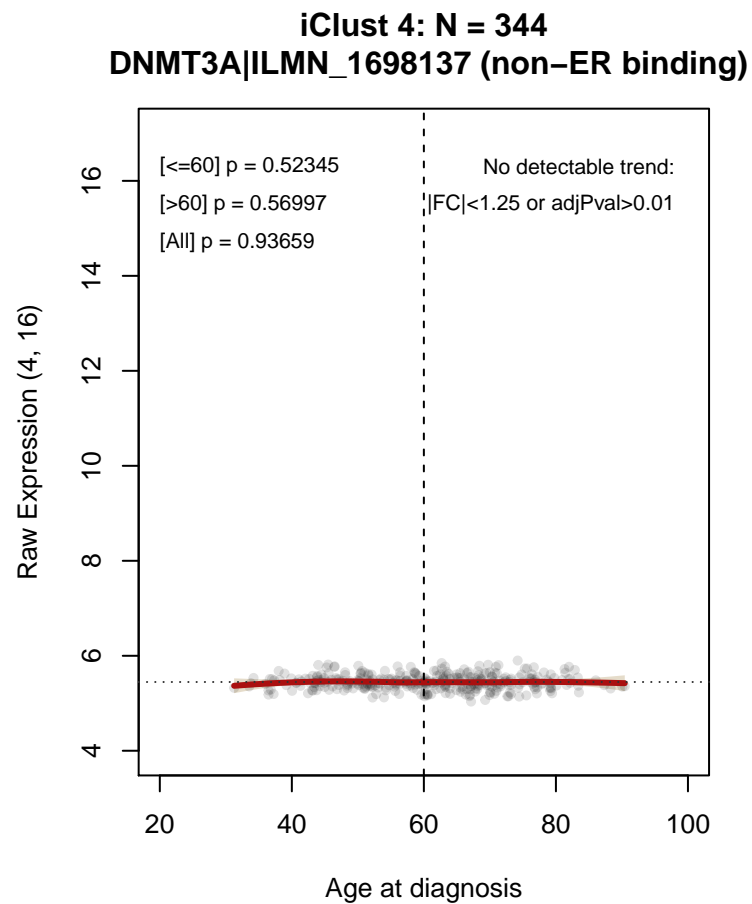 iClust 4: N = 344
DNMT3A|ILMN_1698137 (non−ER binding)
[<=60] p = 0.52345
[>60] p = 0.56997
[All] p = 0.93659
No detectable trend:
|FC|<1.25 or adjPval>0.01
Raw Expression (4, 16)
16
14
12
10
8
6
4
20 40 60 80 100
Age at diagnosis